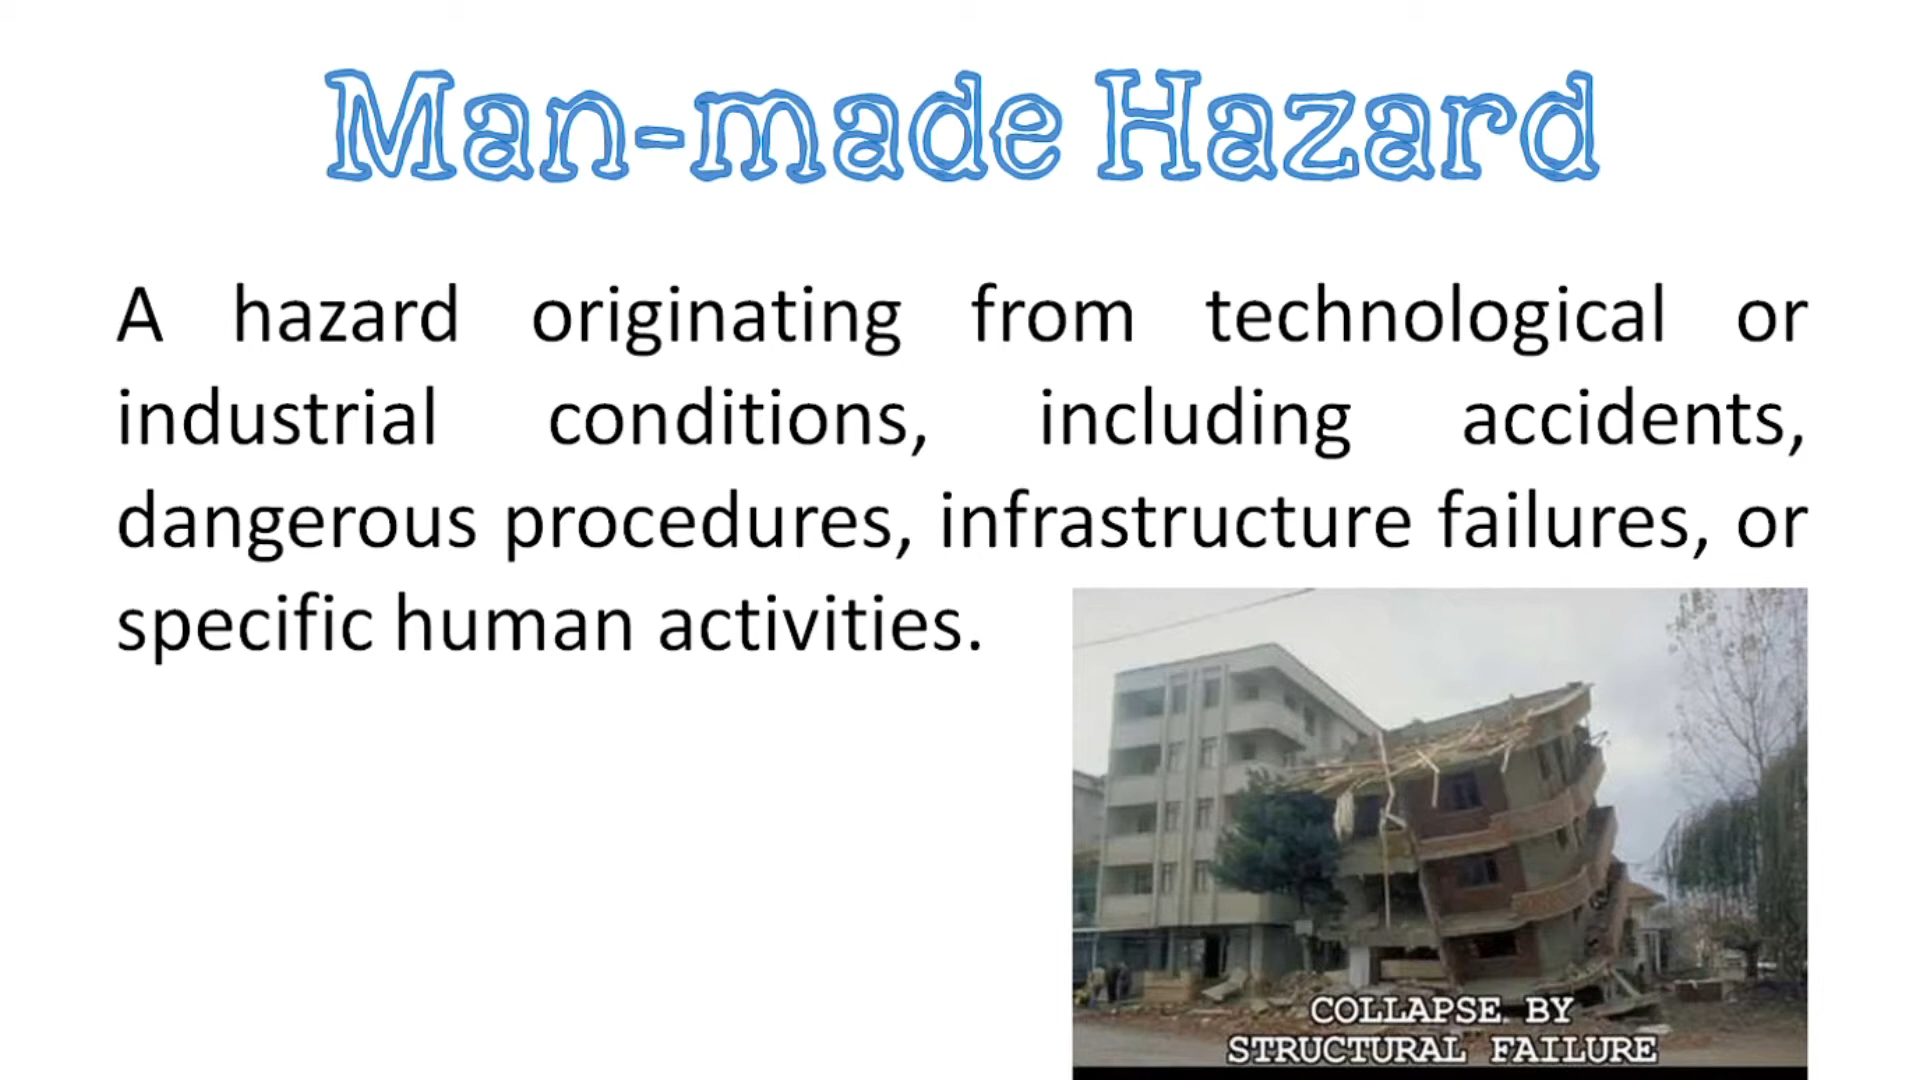 Man-made Hazard
A hazard originating from technological or
industrial conditions, including accidents,
dangerous procedures, infrastructure failures, or
specific human activities.
COLLAPSE BY
STRUCTURAL FAILURE